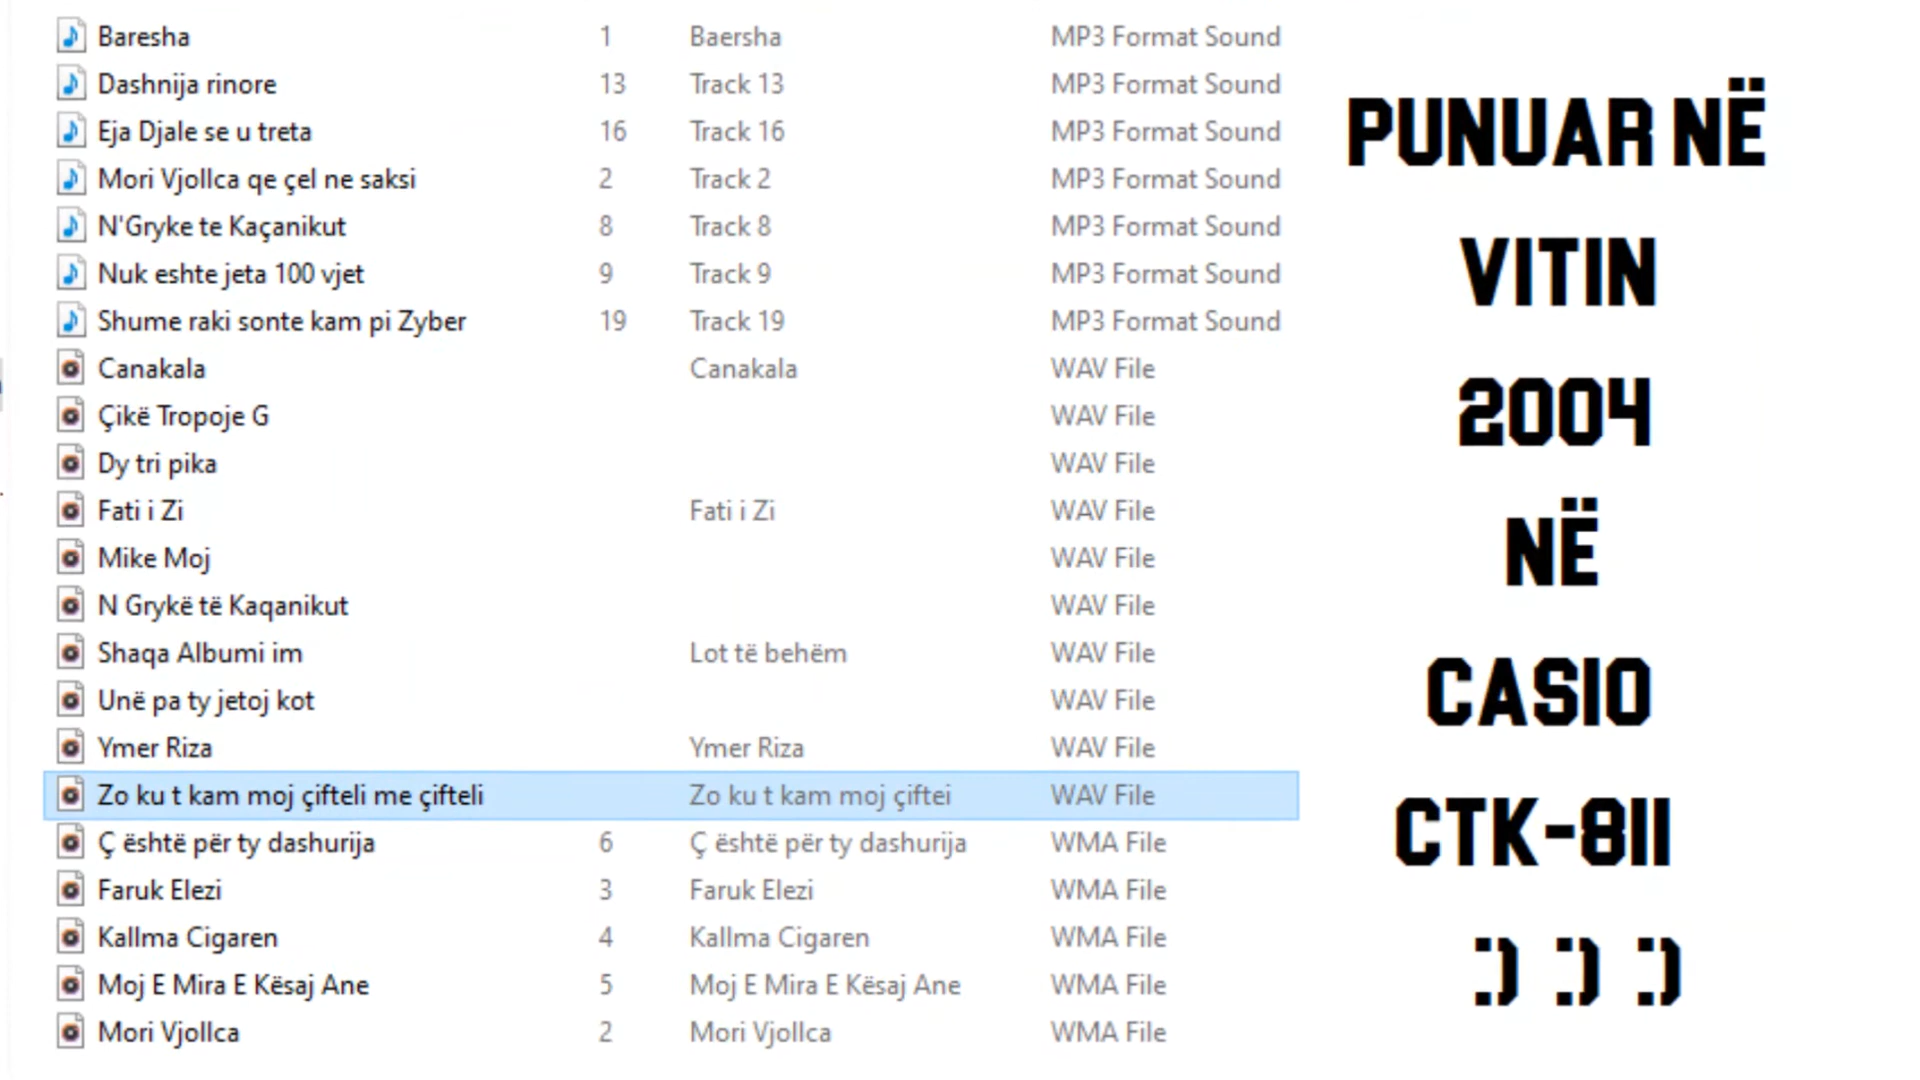 Baresha 1 Baersha MP3 Format Sound
Dashnija rinore 13 Track 13 MP3 Format Sound
Eja Djale se u treta 16 Track 16 MP3 Format Sound
Mori Vjollca qe çel ne saksi 2 Track 2 MP3 Format Sound
N'Gryke te Kaçanikut 8 Track 8 MP3 Format Sound
Nuk eshte jeta 100 vjet 9 Track 9 MP3 Format Sound
Shume raki sonte kam pi Zyber 19 Track 19 MP3 Format Sound
Canakala Canakala WAV File
Çikë Tropoje G WAV File
Dy tri pika WAV File
Fati i Zi Fati i Zi WAV File
Mike Moj WAV File
N Grykë të Kaqanikut WAV File
Shaqa Albumi im Lot të behëm WAV File
Unë pa ty jetoj kot WAV File
Ymer Riza Ymer Riza WAV File
Zo ku t kam moj çifteli me çifteli Zo ku t kam moj çiftei WAV File
Ç është për ty dashurija 6 Ç është për ty dashurija WMA File
Faruk Elezi 3 Faruk Elezi WMA File
Kallma Cigaren 4 Kallma Cigaren WMA File
Moj E Mira E Kësaj Ane 5 Moj E Mira E Kësaj Ane WMA File
Mori Vjollca 2 Mori Vjollca WMA File
PUNUAR NË
VITIN
2004
NË
CASIO
CTK-811
:) :) :)